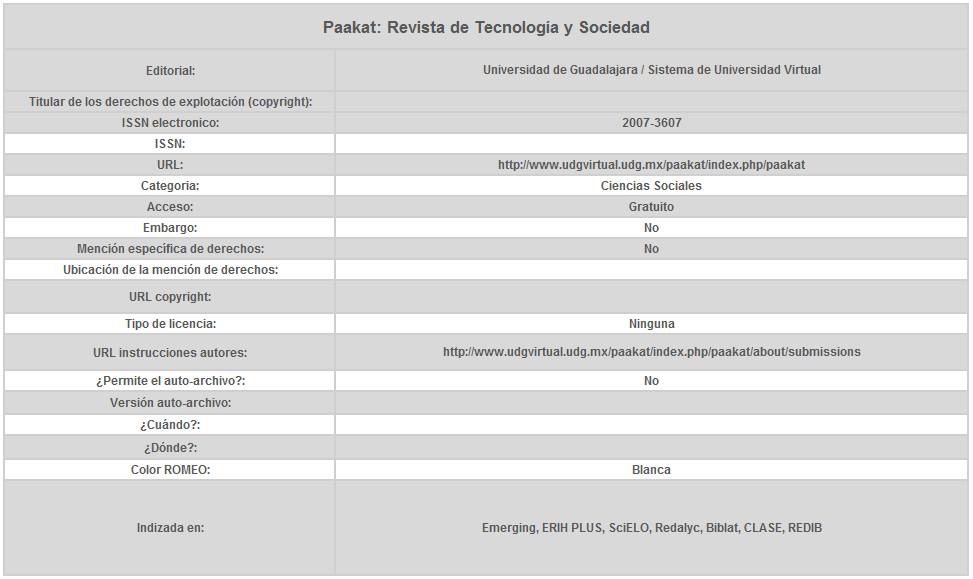 Paakat: Revista de Tecnología y Sociedad
Editorial: Universidad de Guadalajara / Sistema de Universidad Virtual
Titular de los derechos de explotación (copyright):
ISSN electronico: 2007-3607
ISSN:
URL: http://www.udgvirtual.udg.mx/paakat/index.php/paakat
Categoria: Ciencias Sociales
Acceso: Gratuito
Embargo: No
Mención específica de derechos: No
Ubicación de la mención de derechos:
URL copyright:
Tipo de licencia: Ninguna
URL instrucciones autores: http://www.udgvirtual.udg.mx/paakat/index.php/paakat/about/submissions
¿Permite el auto-archivo?: No
Versión auto-archivo:
¿Cuándo?:
¿Dónde?:
Color ROMEO: Blanca
Indizada en: Emerging, ERIH PLUS, SciELO, Redalyc, Biblat, CLASE, REDIB